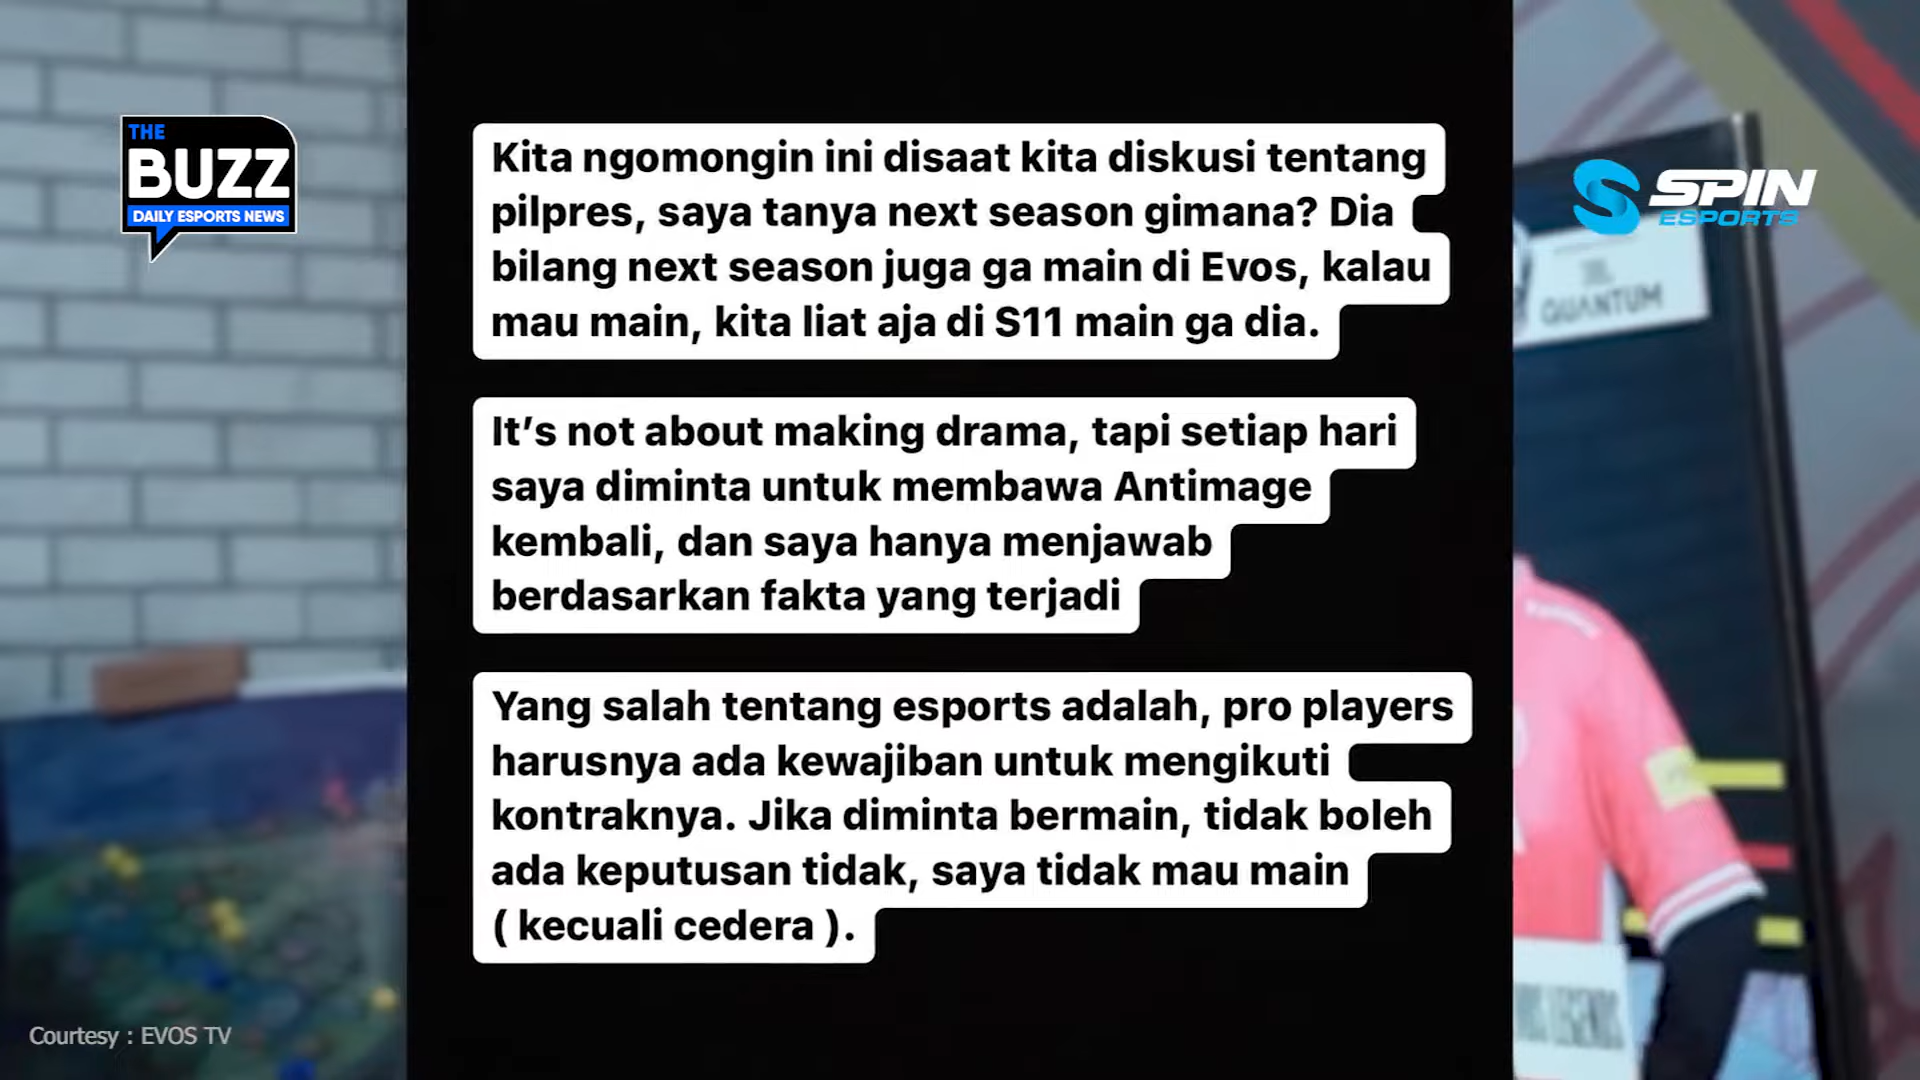 THE
BUZZ
DAILY ESPORTS NEWS
SPIN
ESPORTS
QUANTUM
Kita ngomongin ini disaat kita diskusi tentang
pilpres, saya tanya next season gimana? Dia
bilang next season juga ga main di Evos, kalau
mau main, kita liat aja di S11 main ga dia.
It’s not about making drama, tapi setiap hari
saya diminta untuk membawa Antimage
kembali, dan saya hanya menjawab
berdasarkan fakta yang terjadi
Yang salah tentang esports adalah, pro players
harusnya ada kewajiban untuk mengikuti
kontraknya. Jika diminta bermain, tidak boleh
ada keputusan tidak, saya tidak mau main
( kecuali cedera ).
Courtesy : EVOS TV